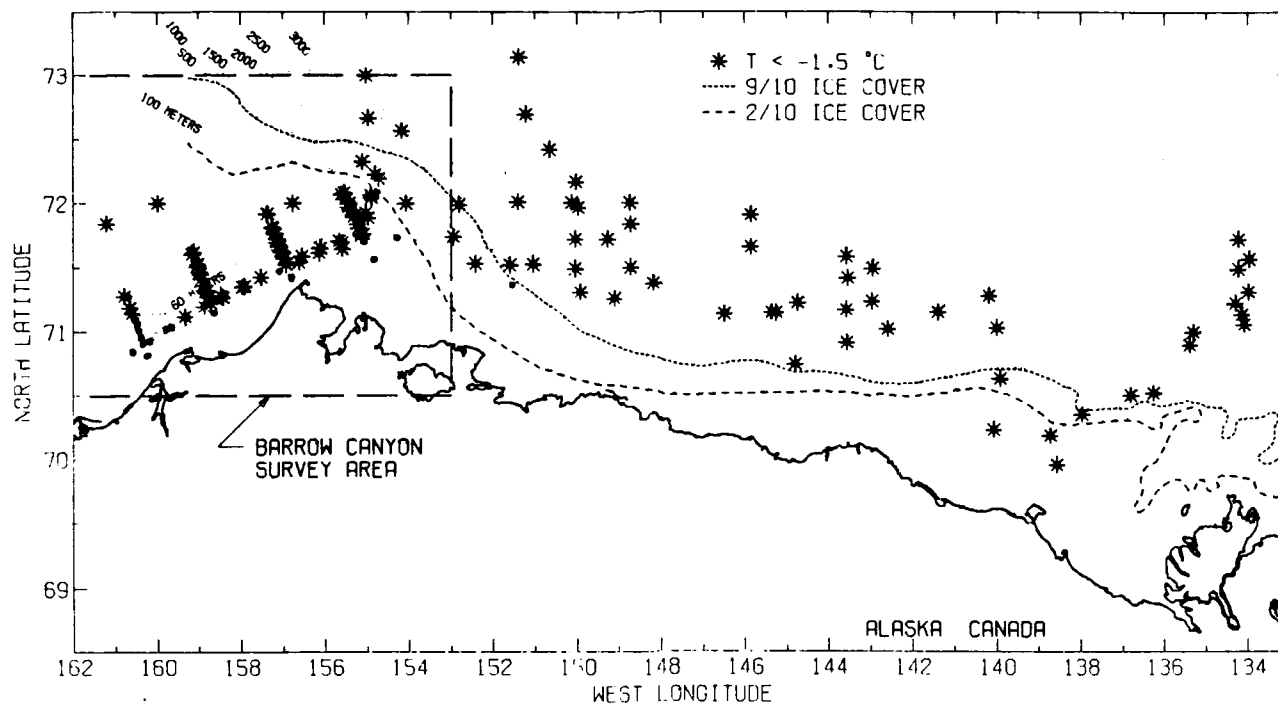 1000
500
1500
2000
2500
3000
100 METERS
T < -1.5 °C
9/10 ICE COVER
2/10 ICE COVER
73
72
71
70
69
NORTH LATITUDE
60
BARROW CANYON
SURVEY AREA
ALASKA CANADA
162 160 158 156 154 152 150 148 146 144 142 140 138 136 134
WEST LONGITUDE